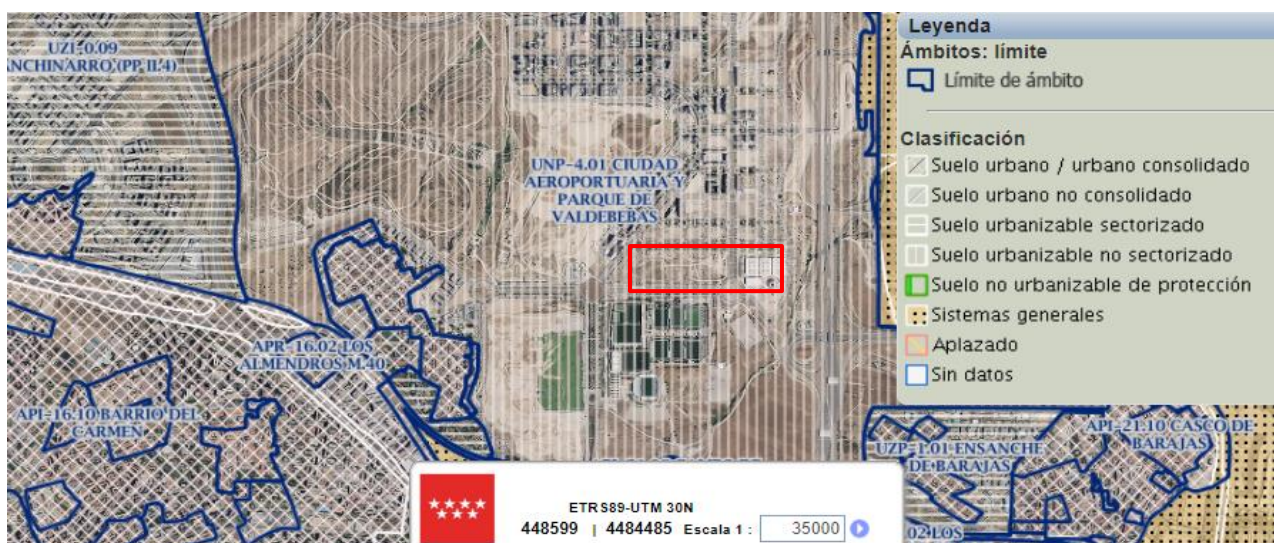 UZI-0.09
NCHINARRO (PP II.4)
UNP-4.01 CIUDAD
AEROPORTUARIA Y
PARQUE DE
VALDEBEBAS
APR-16.02 LOS
ALMENDROS M.40
API-16.10 BARRIO DEL
CARMEN
UZP-1.01 ENSANCHE
DE BARAJAS
API-21.10 CASCO DE
BARAJAS
02 LOS
Leyenda
Ámbitos: límite
Límite de ámbito
Clasificación
Suelo urbano / urbano consolidado
Suelo urbano no consolidado
Suelo urbanizable sectorizado
Suelo urbanizable no sectorizado
Suelo no urbanizable de protección
Sistemas generales
Aplazado
Sin datos
ETRS89-UTM 30N
448599 | 4484485 Escala 1 : 35000